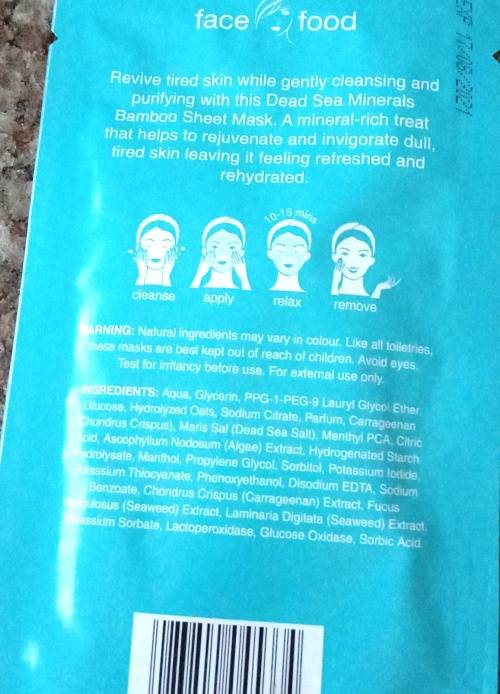 face food
Revive tired skin while gently cleansing and
purifying with this Dead Sea Minerals
Bamboo Sheet Mask. A mineral-rich treat
that helps to rejuvenate and invigorate dull,
tired skin leaving it feeling refreshed and
rehydrated.
10-15 mins
cleanse apply relax remove
WARNING: Natural ingredients may vary in colour. Like all toiletries,
these masks are best kept out of reach of children. Avoid eyes.
Test for irritancy before use. For external use only.
INGREDIENTS: Aqua, Glycerin, PPG-1-PEG-9 Lauryl Glycol Ether,
Glucose, Hydrolyzed Oats, Sodium Citrate, Parfum, Carrageenan
(Chondrus Crispus), Maris Sal (Dead Sea Salt), Menthyl PCA, Citric
Acid, Ascophyllum Nodosum (Algae) Extract, Hydrogenated Starch
Hydrolysate, Menthol, Propylene Glycol, Sorbitol, Potassium Iodide,
Potassium Thiocyanate, Phenoxyethanol, Disodium EDTA, Sodium
Benzoate, Chondrus Crispus (Carrageenan) Extract, Fucus
Vesiculosus (Seaweed) Extract, Laminaria Digitata (Seaweed) Extract,
Potassium Sorbate, Lactoperoxidase, Glucose Oxidase, Sorbic Acid.
EXP 17/08/2021